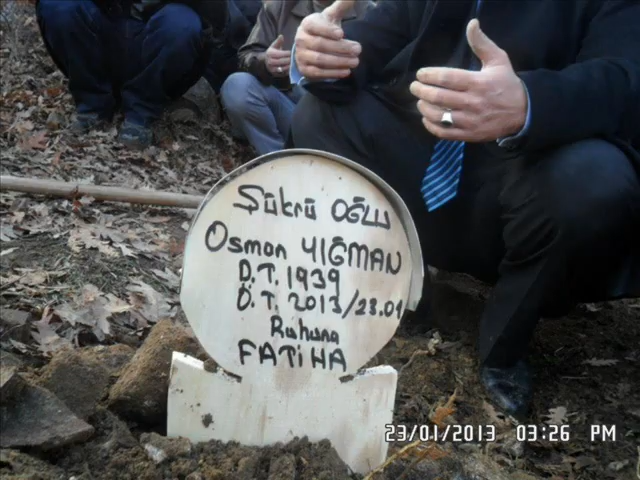 Şükrü OĞLU
Osman YIĞMAN
D.T. 1939
Ö.T. 2013/23.01
Ruhuna
FATİHA
23/01/2013 03:26 PM